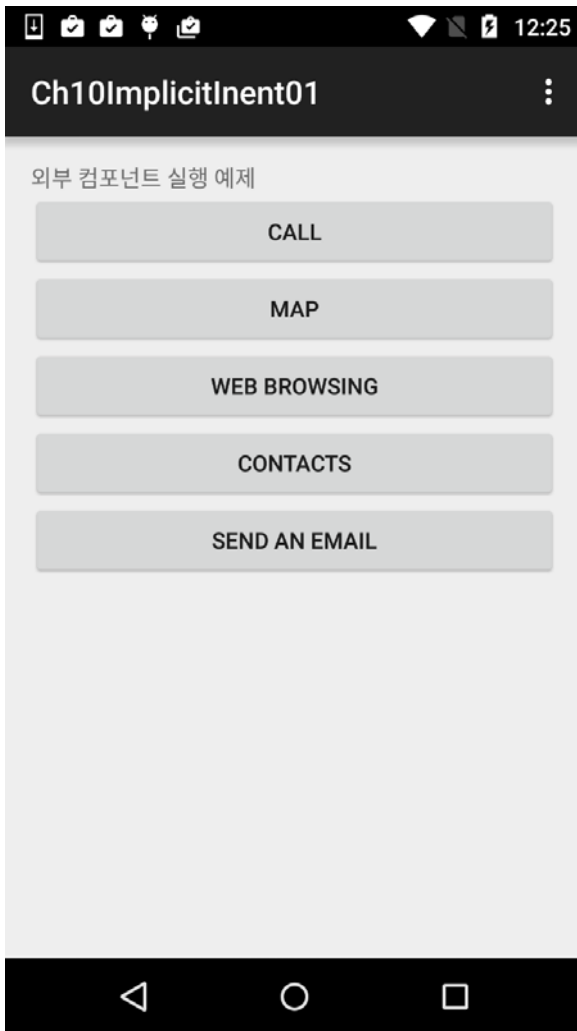 12:25
Ch10ImplicitInent01
외부 컴포넌트 실행 예제
CALL
MAP
WEB BROWSING
CONTACTS
SEND AN EMAIL